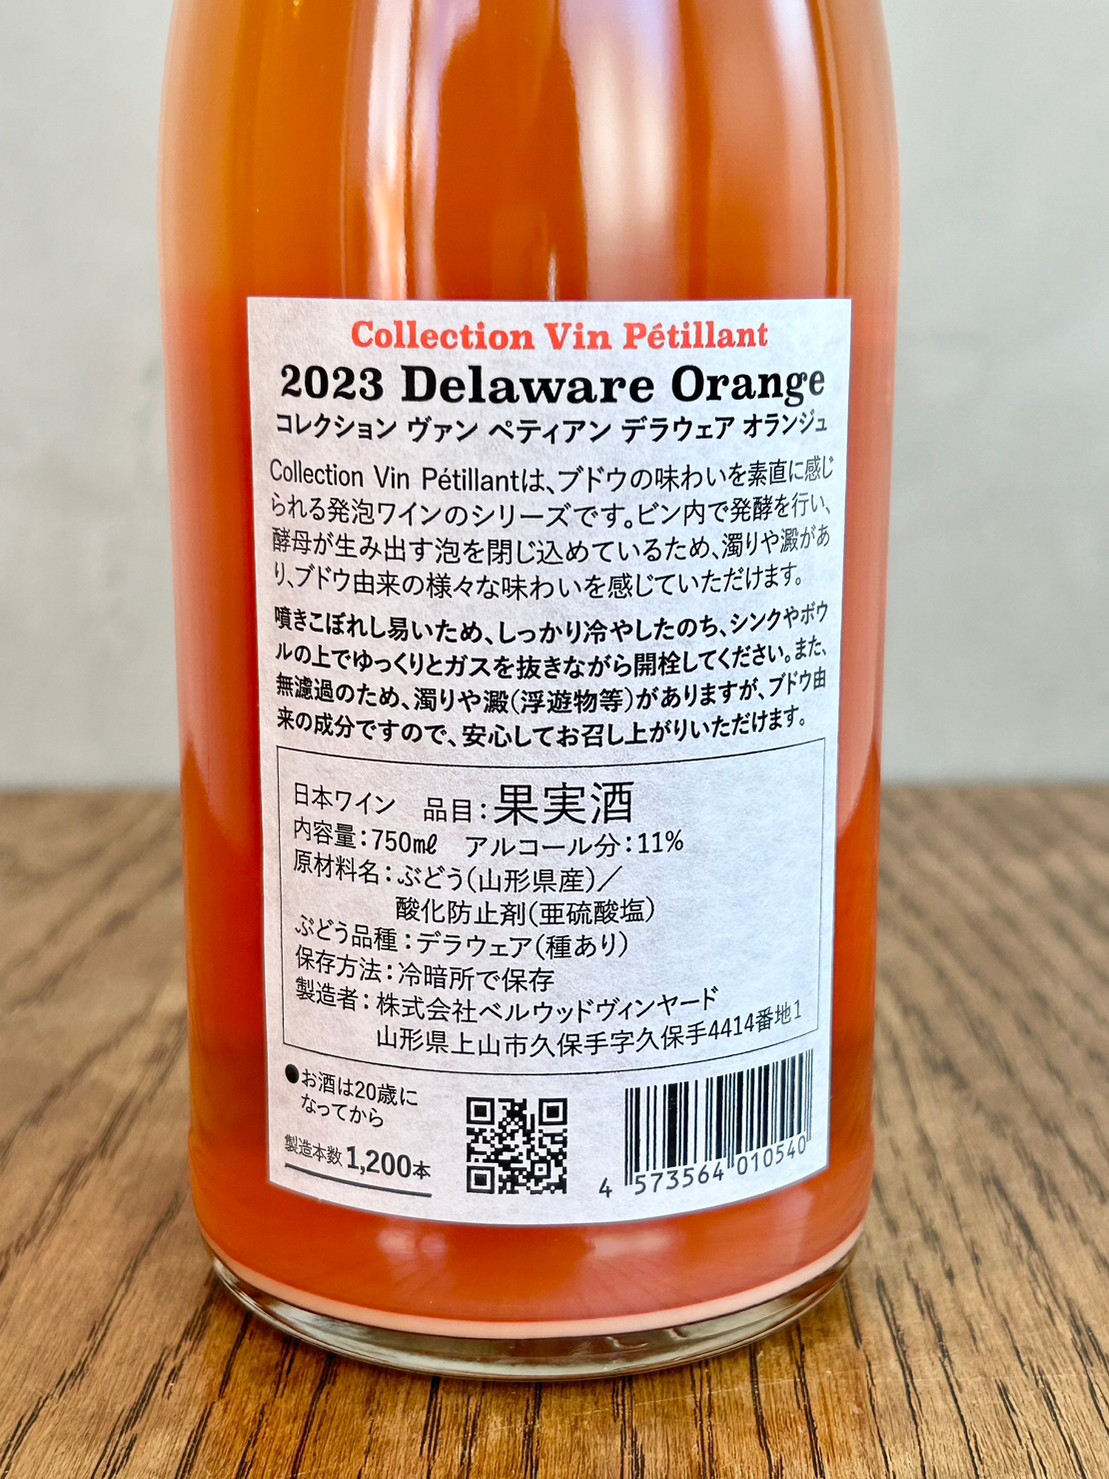 Collection Vin Pétillant
2023 Delaware Orange
コレクション ヴァン ペティアン デラウェア オランジュ
Collection Vin Pétillantは、ブドウの味わいを素直に感じ
られる発泡ワインのシリーズです。ビン内で発酵を行い、
酵母が生み出す泡を閉じ込めているため、濁りや澱があ
り、ブドウ由来の様々な味わいを感じていただけます。
噴きこぼれし易いため、しっかり冷やしたのち、シンクやボウ
ルの上でゆっくりとガスを抜きながら開栓してください。また、
無濾過のため、濁りや澱(浮遊物等)がありますが、ブドウ由
来の成分ですので、安心してお召し上がりいただけます。
日本ワイン 品目:果実酒
内容量:750㎖ アルコール分:11%
原材料名:ぶどう(山形県産)/
酸化防止剤(亜硫酸塩)
ぶどう品種:デラウェア(種あり)
保存方法:冷暗所で保存
製造者:株式会社ベルウッドヴィンヤード
山形県上山市久保手字久保手4414番地1
●お酒は20歳に
なってから
製造本数1,200本
4 573564 010540